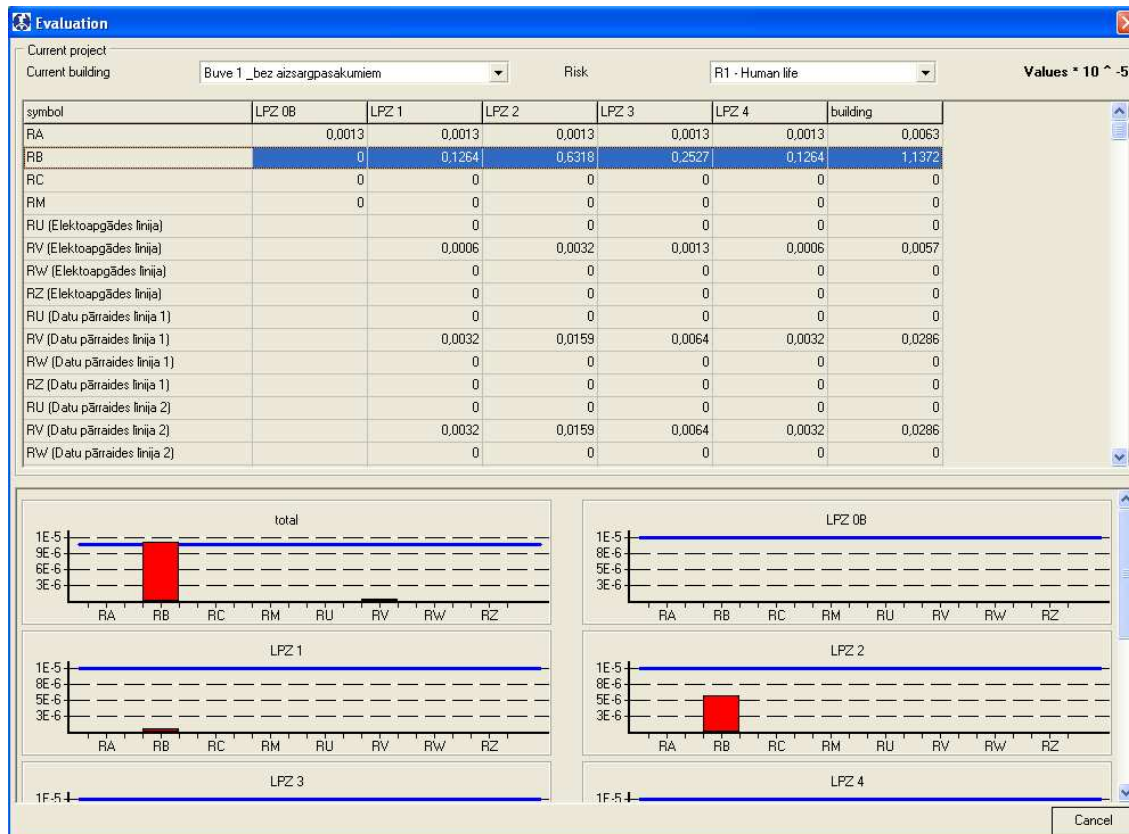 Evaluation
Current project
Current building Buve 1 _bez aizsargpasakumiem Risk R1 - Human life Values * 10 ^ -5
symbol LPZ 0B LPZ 1 LPZ 2 LPZ 3 LPZ 4 building
RA 0,0013 0,0013 0,0013 0,0013 0,0013 0,0063
RB 0 0,1264 0,6318 0,2527 0,1264 1,1372
RC 0 0 0 0 0 0
RM 0 0 0 0 0 0
RU (Elektoapgādes līnija) 0 0 0 0 0
RV (Elektoapgādes līnija) 0,0006 0,0032 0,0013 0,0006 0,0057
RW (Elektoapgādes līnija) 0 0 0 0 0
RZ (Elektoapgādes līnija) 0 0 0 0 0
RU (Datu pārraides līnija 1) 0 0 0 0 0
RV (Datu pārraides līnija 1) 0,0032 0,0159 0,0064 0,0032 0,0286
RW (Datu pārraides līnija 1) 0 0 0 0 0
RZ (Datu pārraides līnija 1) 0 0 0 0 0
RU (Datu pārraides līnija 2) 0 0 0 0 0
RV (Datu pārraides līnija 2) 0,0032 0,0159 0,0064 0,0032 0,0286
RW (Datu pārraides līnija 2) 0 0 0 0 0
total
1E-5
9E-6
6E-6
3E-6
RA RB RC RM RU RV RW RZ
LPZ 0B
1E-5
8E-6
5E-6
3E-6
RA RB RC RM RU RV RW RZ
LPZ 1
1E-5
8E-6
5E-6
3E-6
RA RB RC RM RU RV RW RZ
LPZ 2
1E-5
8E-6
5E-6
3E-6
RA RB RC RM RU RV RW RZ
LPZ 3
1E-5
LPZ 4
1E-5
Cancel